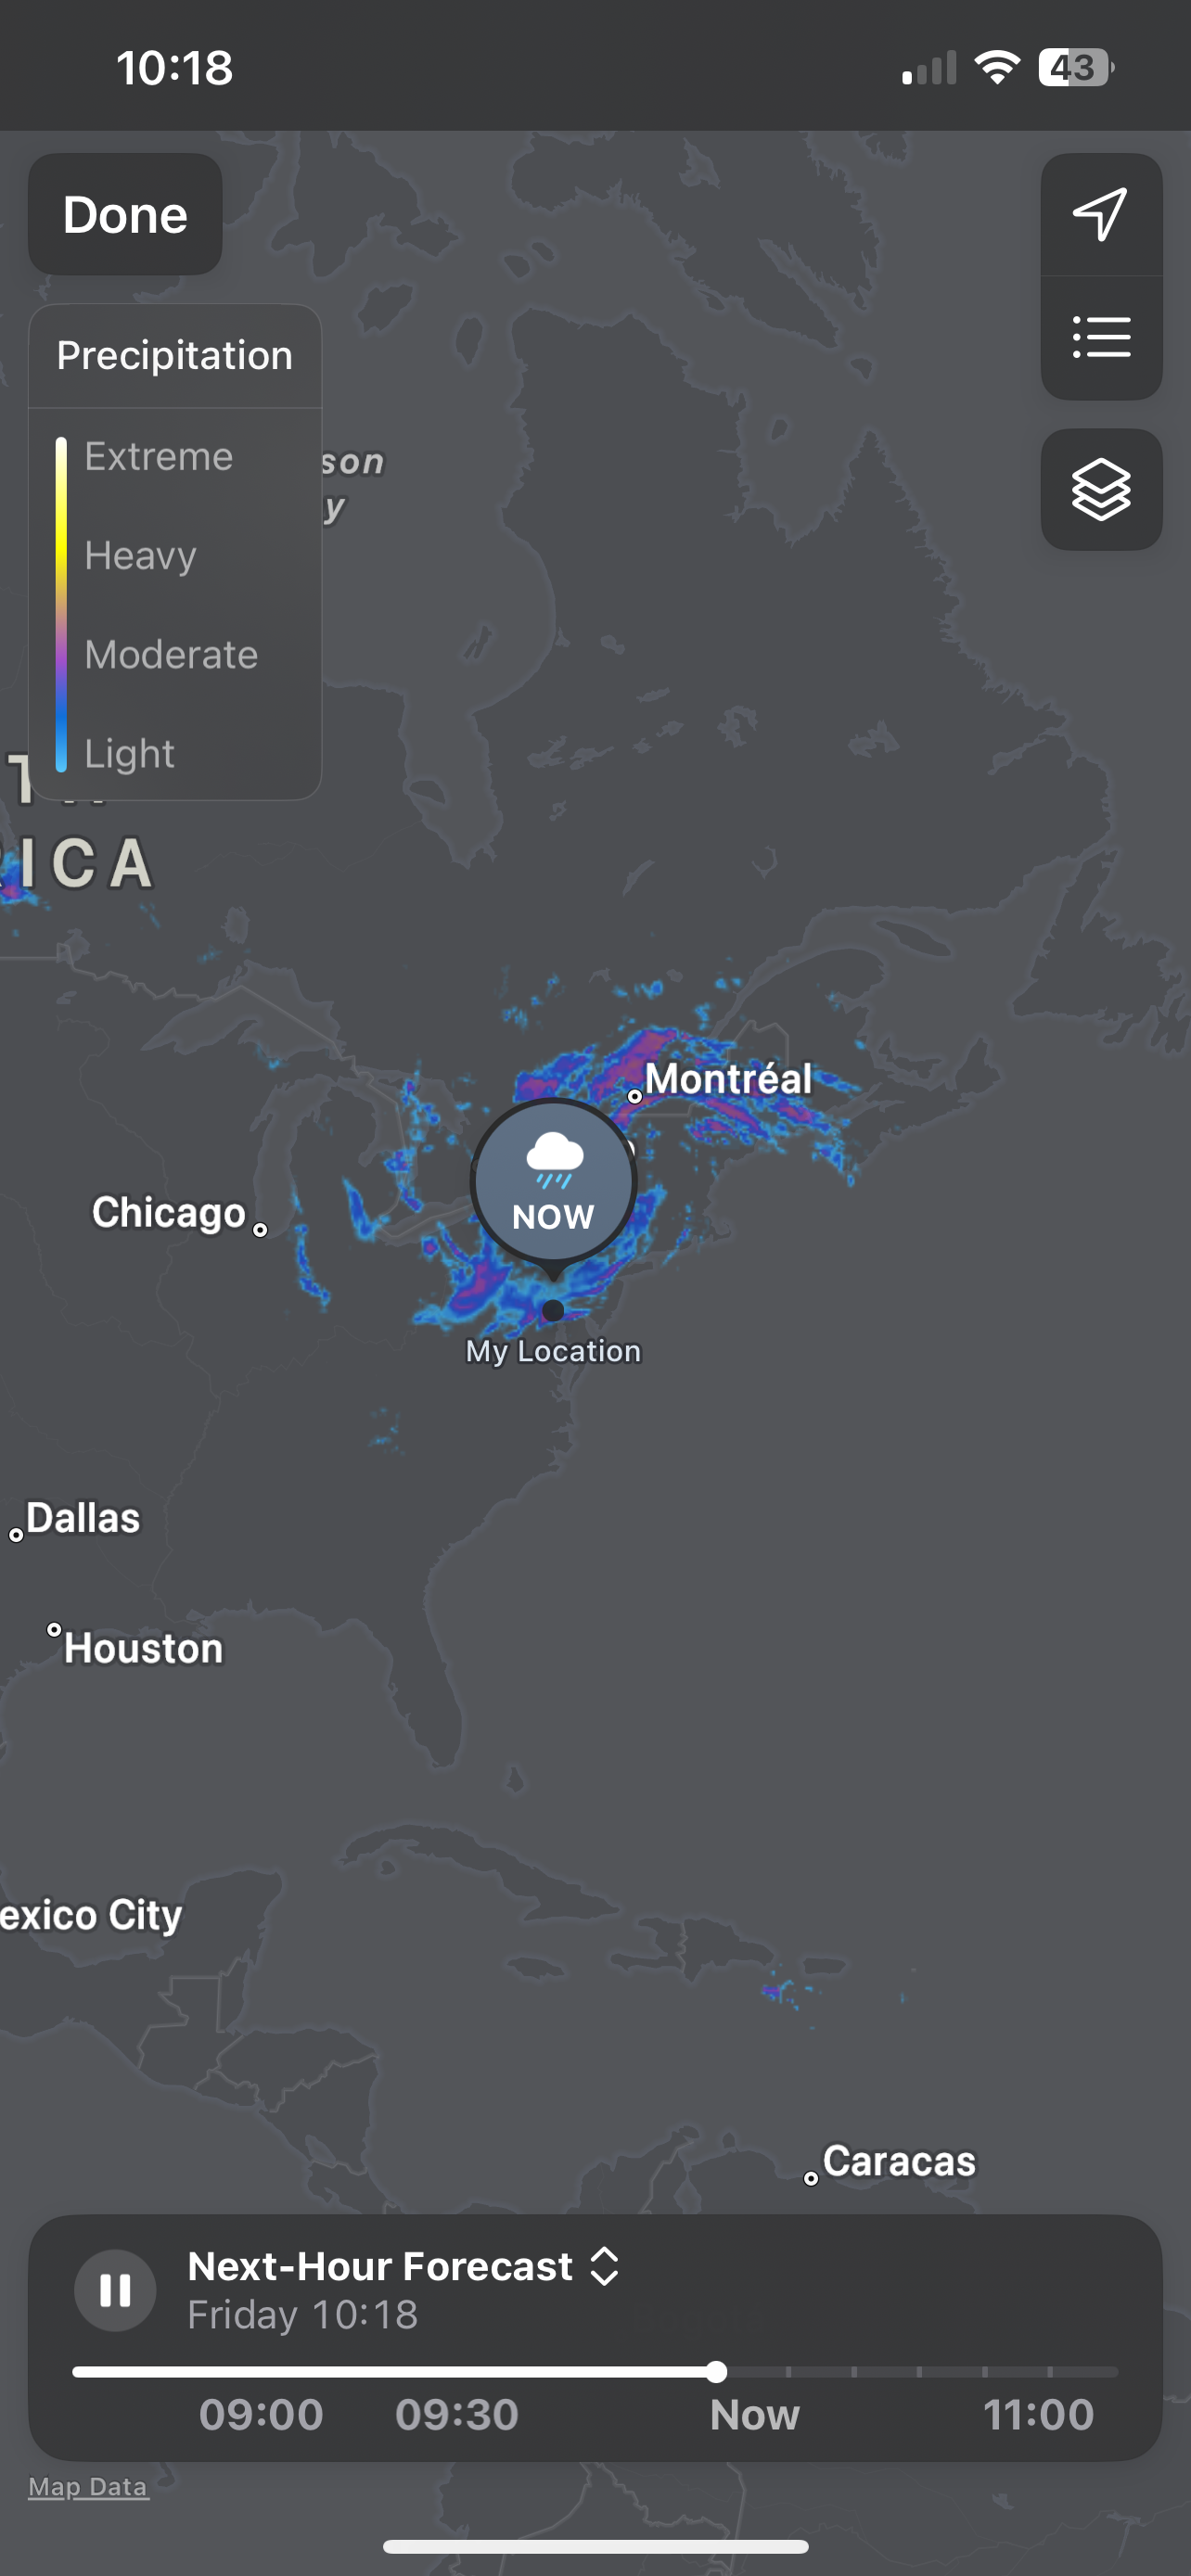 10:18
43
Done
Precipitation
Extreme
son
Heavy
y
Moderate
Light
ICA
Montréal
NOW
Chicago
My Location
Dallas
Houston
exico City
Caracas
Next-Hour Forecast
Friday 10:18
09:00 09:30 Now 11:00
Map Data